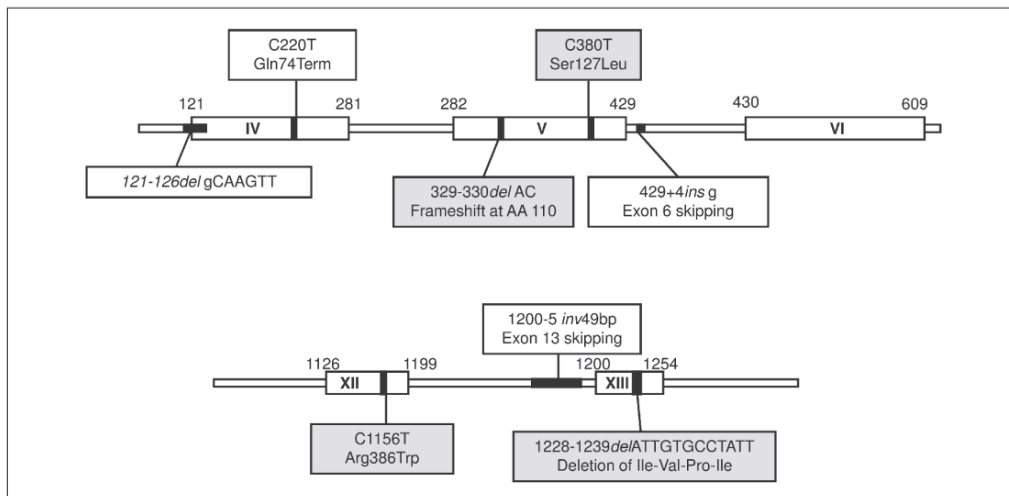 C220T
Gln74Term
C380T
Ser127Leu
121
281
282
429
430
609
IV
V
VI
121-126del gCAAGTT
329-330del AC
Frameshift at AA 110
429+4ins g
Exon 6 skipping
1200-5 inv49bp
Exon 13 skipping
1126
1199
1200
1254
XII
XIII
C1156T
Arg386Trp
1228-1239delATTGTGCCTATT
Deletion of Ile-Val-Pro-Ile